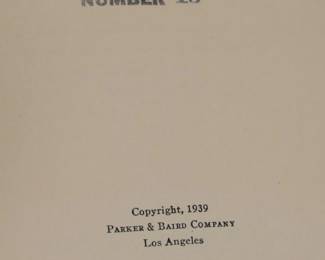 NUMBER
Copyright, 1939
PARKER & BAIRD COMPANY
Los Angeles